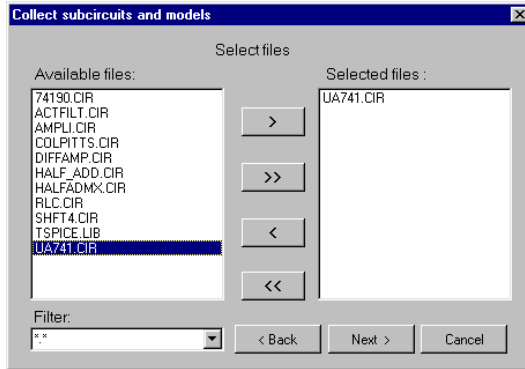 Collect subcircuits and models
Select files
Available files:
74190.CIR
ACTFILT.CIR
AMPLI.CIR
COLPITTS.CIR
DIFFAMP.CIR
HALF_ADD.CIR
HALFADMX.CIR
RLC.CIR
SHFT4.CIR
TSPICE.LIB
UA741.CIR
>
>>
<
<<
Selected files :
UA741.CIR
Filter:
*.*
< Back
Next >
Cancel